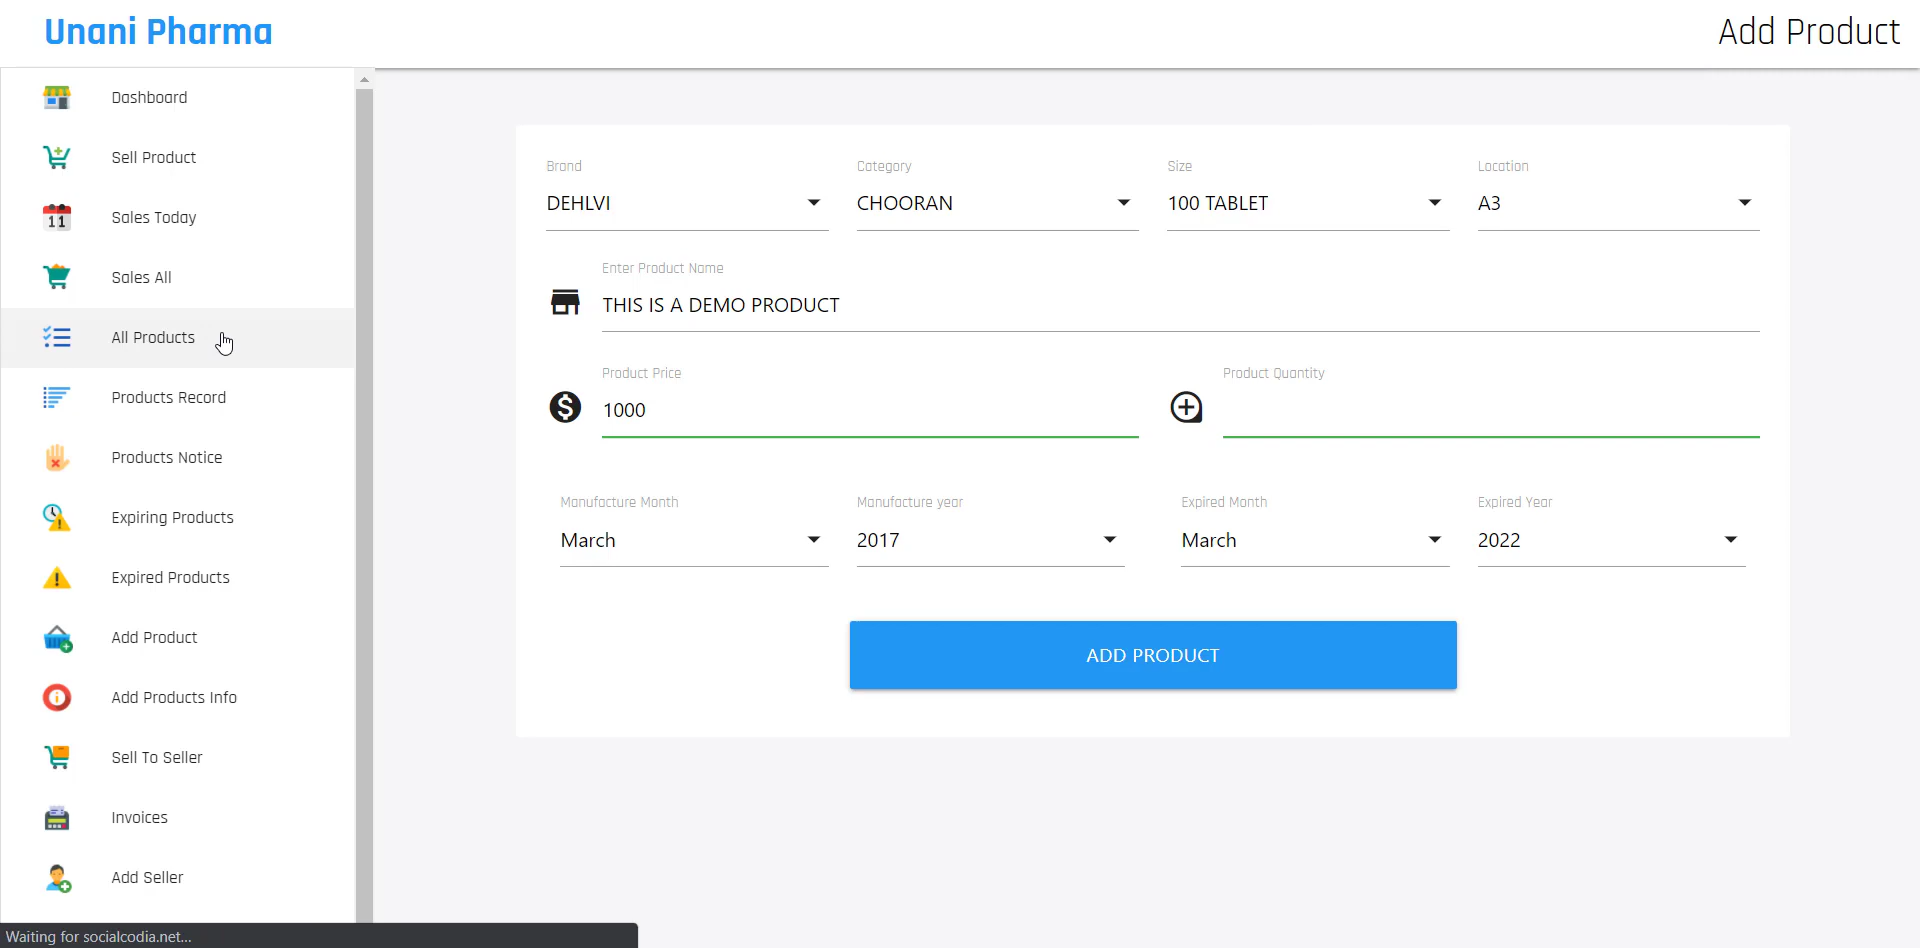 Unani Pharma
Add Product
Dashboard
Sell Product
11
Sales Today
Sales All
All Products
Products Record
Products Notice
Expiring Products
Expired Products
Add Product
Add Products Info
Sell To Seller
Invoices
Add Seller
Brand
Category
Size
Location
DEHLVI
CHOORAN
100 TABLET
A3
Enter Product Name
THIS IS A DEMO PRODUCT
Product Price
Product Quantity
1000
Manufacture Month
Manufacture year
Expired Month
Expired Year
March
2017
March
2022
ADD PRODUCT
Waiting for socialcodia.net...